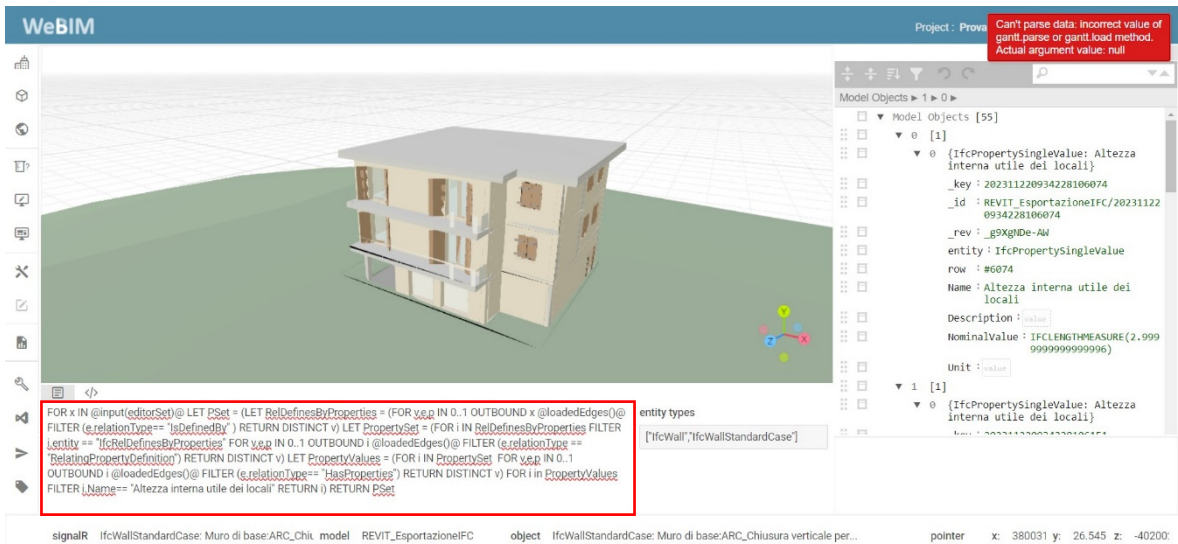 WeBIM
Project : Prova
Can't parse data: incorrect value of
gantt.parse or gantt.load method.
Actual argument value: null
Model Objects ▶ 1 ▶ 0 ▶
▼ Model Objects [55]
▼ 0 [1]
▼ 0 {IfcPropertySingleValue: Altezza
interna utile dei locali}
_key : 202311220934228106074
_id : REVIT_EsportazioneIFC/20231122
0934228106074
_rev : _g9XgNDe-AW
entity : IfcPropertySingleValue
row : #6074
Name : Altezza interna utile dei
locali
Description : value
NominalValue : IFCLENGTHMEASURE(2.999
9999999999996)
Unit : value
▼ 1 [1]
▼ 0 {IfcPropertySingleValue: Altezza
interna utile dei locali}
Y
Z
X
</>
FOR x IN @input(editorSet)@ LET PSet = (LET RelDefinesByProperties = (FOR v,e,p IN 0..1 OUTBOUND x @loadedEdges()@
FILTER (e.relationType== "IsDefinedBy" ) RETURN DISTINCT v) LET PropertySet = (FOR i IN RelDefinesByProperties FILTER
i.entity == "IfcRelDefinesByProperties" FOR v,e,p IN 0..1 OUTBOUND i @loadedEdges()@ FILTER (e.relationType ==
"RelatingPropertyDefinition") RETURN DISTINCT v) LET PropertyValues = (FOR i IN PropertySet FOR v,e,p IN 0..1
OUTBOUND i @loadedEdges()@ FILTER (e.relationType== "HasProperties") RETURN DISTINCT v) FOR i in PropertyValues
FILTER i.Name== "Altezza interna utile dei locali" RETURN i) RETURN PSet
entity types
["IfcWall","IfcWallStandardCase"]
signalR IfcWallStandardCase: Muro di base:ARC_Chiu model REVIT_EsportazioneIFC object IfcWallStandardCase: Muro di base:ARC_Chiusura verticale per... pointer x: 380031 y: 26.545 z: -40200: